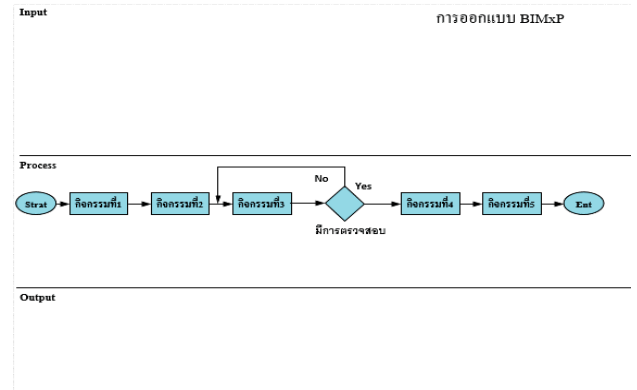 Input
การออกแบบ BIMxP
Process
No
Yes
Strat
กิจกรรมที่1
กิจกรรมที่2
กิจกรรมที่3
กิจกรรมที่4
กิจกรรมที่5
Ent
มีการตรวจสอบ
Output